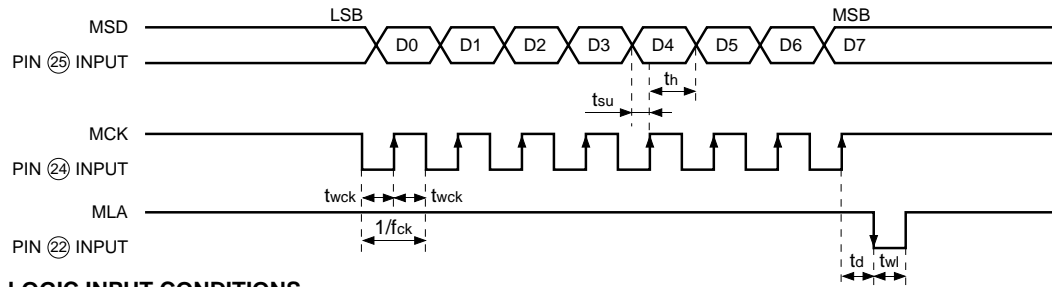 LSB MSB
MSD D0 D1 D2 D3 D4 D5 D6 D7
PIN ㉕ INPUT
th
tsu
MCK
PIN ㉔ INPUT
twck twck
MLA
1/fck
PIN ㉒ INPUT
td twl
LOGIC INPUT CONDITIONS